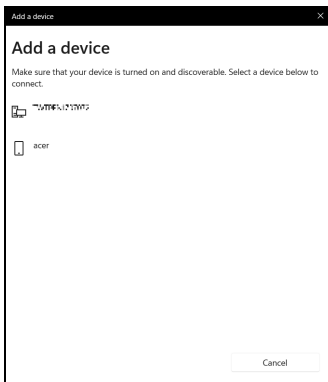 Add a device
Add a device
Make sure that your device is turned on and discoverable. Select a device below to
connect.
acer
Cancel